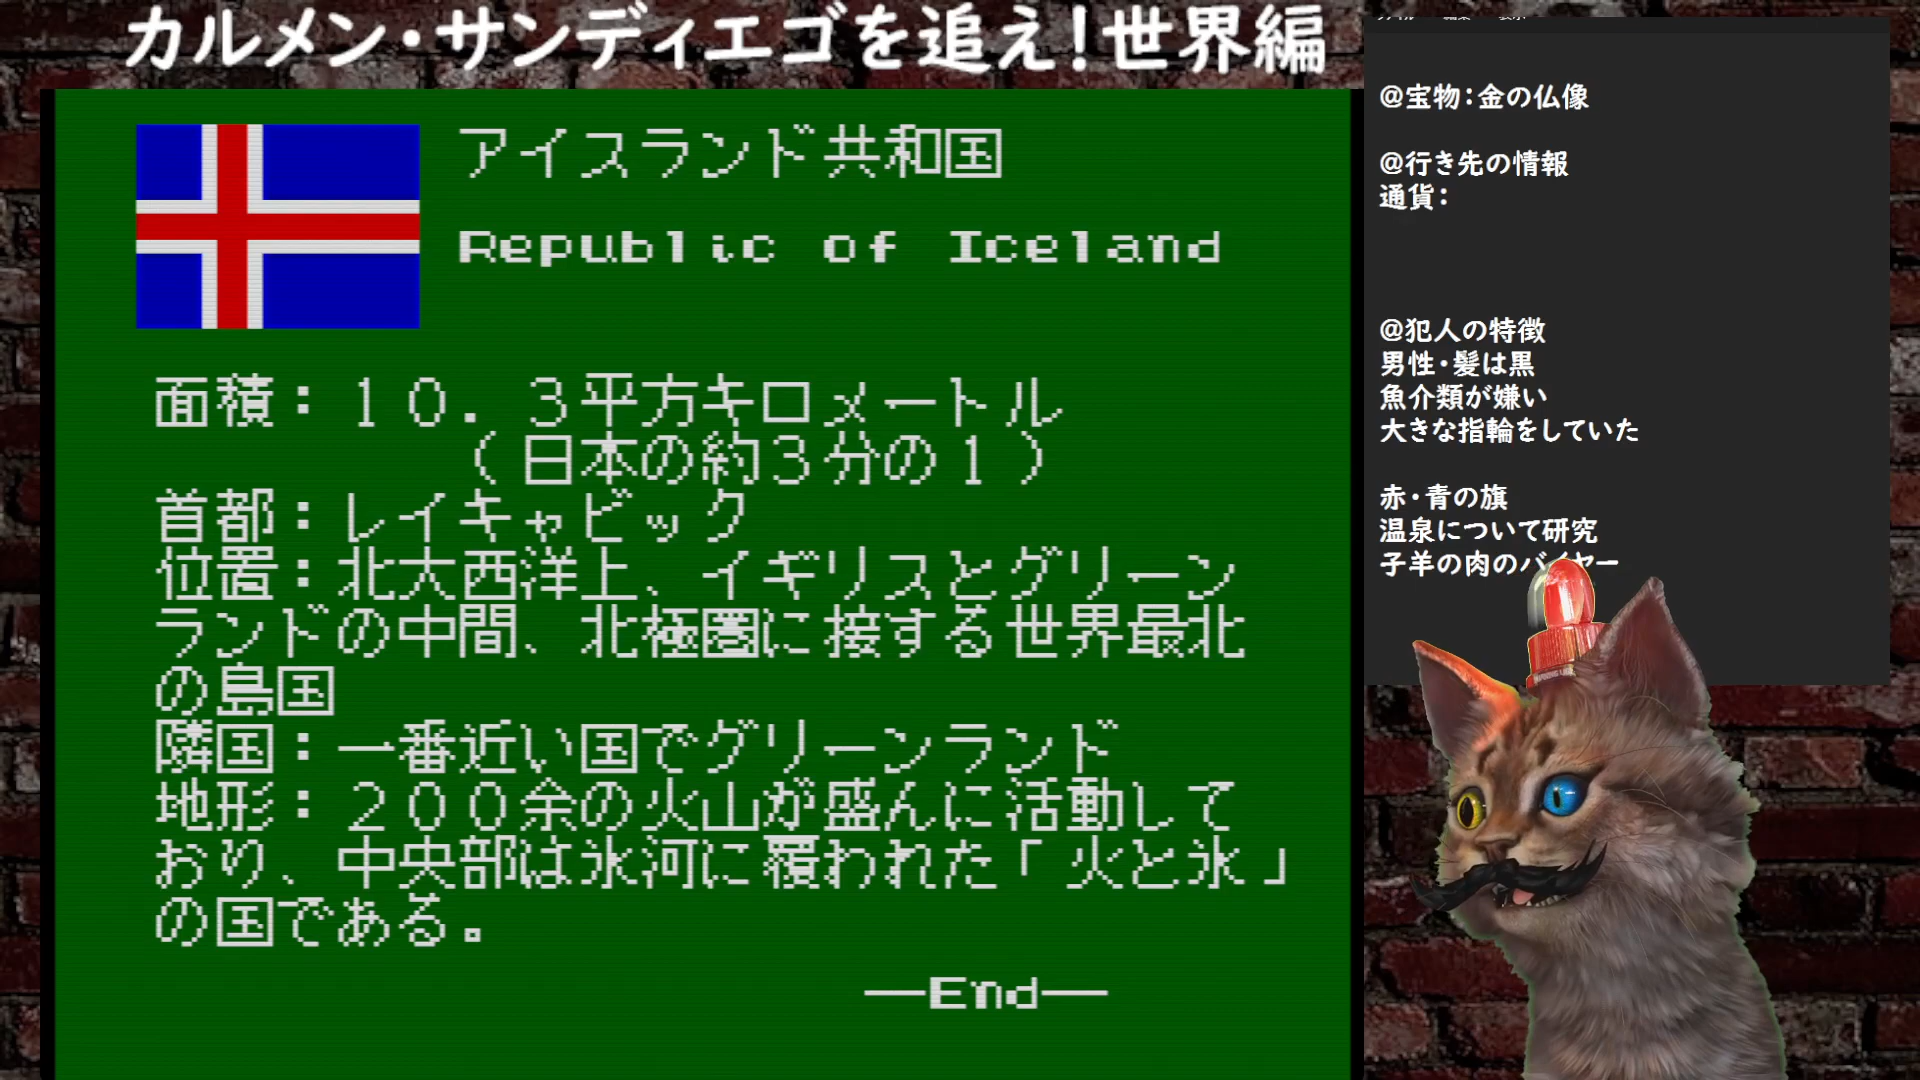 カルメン・サンディエゴを追え！世界編
アイスランド共和国
Republic of Iceland
面積：１０．３平方キロメートル
（日本の約３分の１）
首都：レイキャビック
位置：北大西洋上、イギリスとグリーン
ランドの中間、北極圏に接する世界最北
の島国
隣国：一番近い国でグリーンランド
地形：２００余の火山が盛んに活動して
おり、中央部は氷河に覆われた「火と氷」
の国である。
―End―
＠宝物：金の仏像
＠行き先の情報
通貨：
＠犯人の特徴
男性・髪は黒
魚介類が嫌い
大きな指輪をしていた
赤・青の旗
温泉について研究
子羊の肉のバイヤー